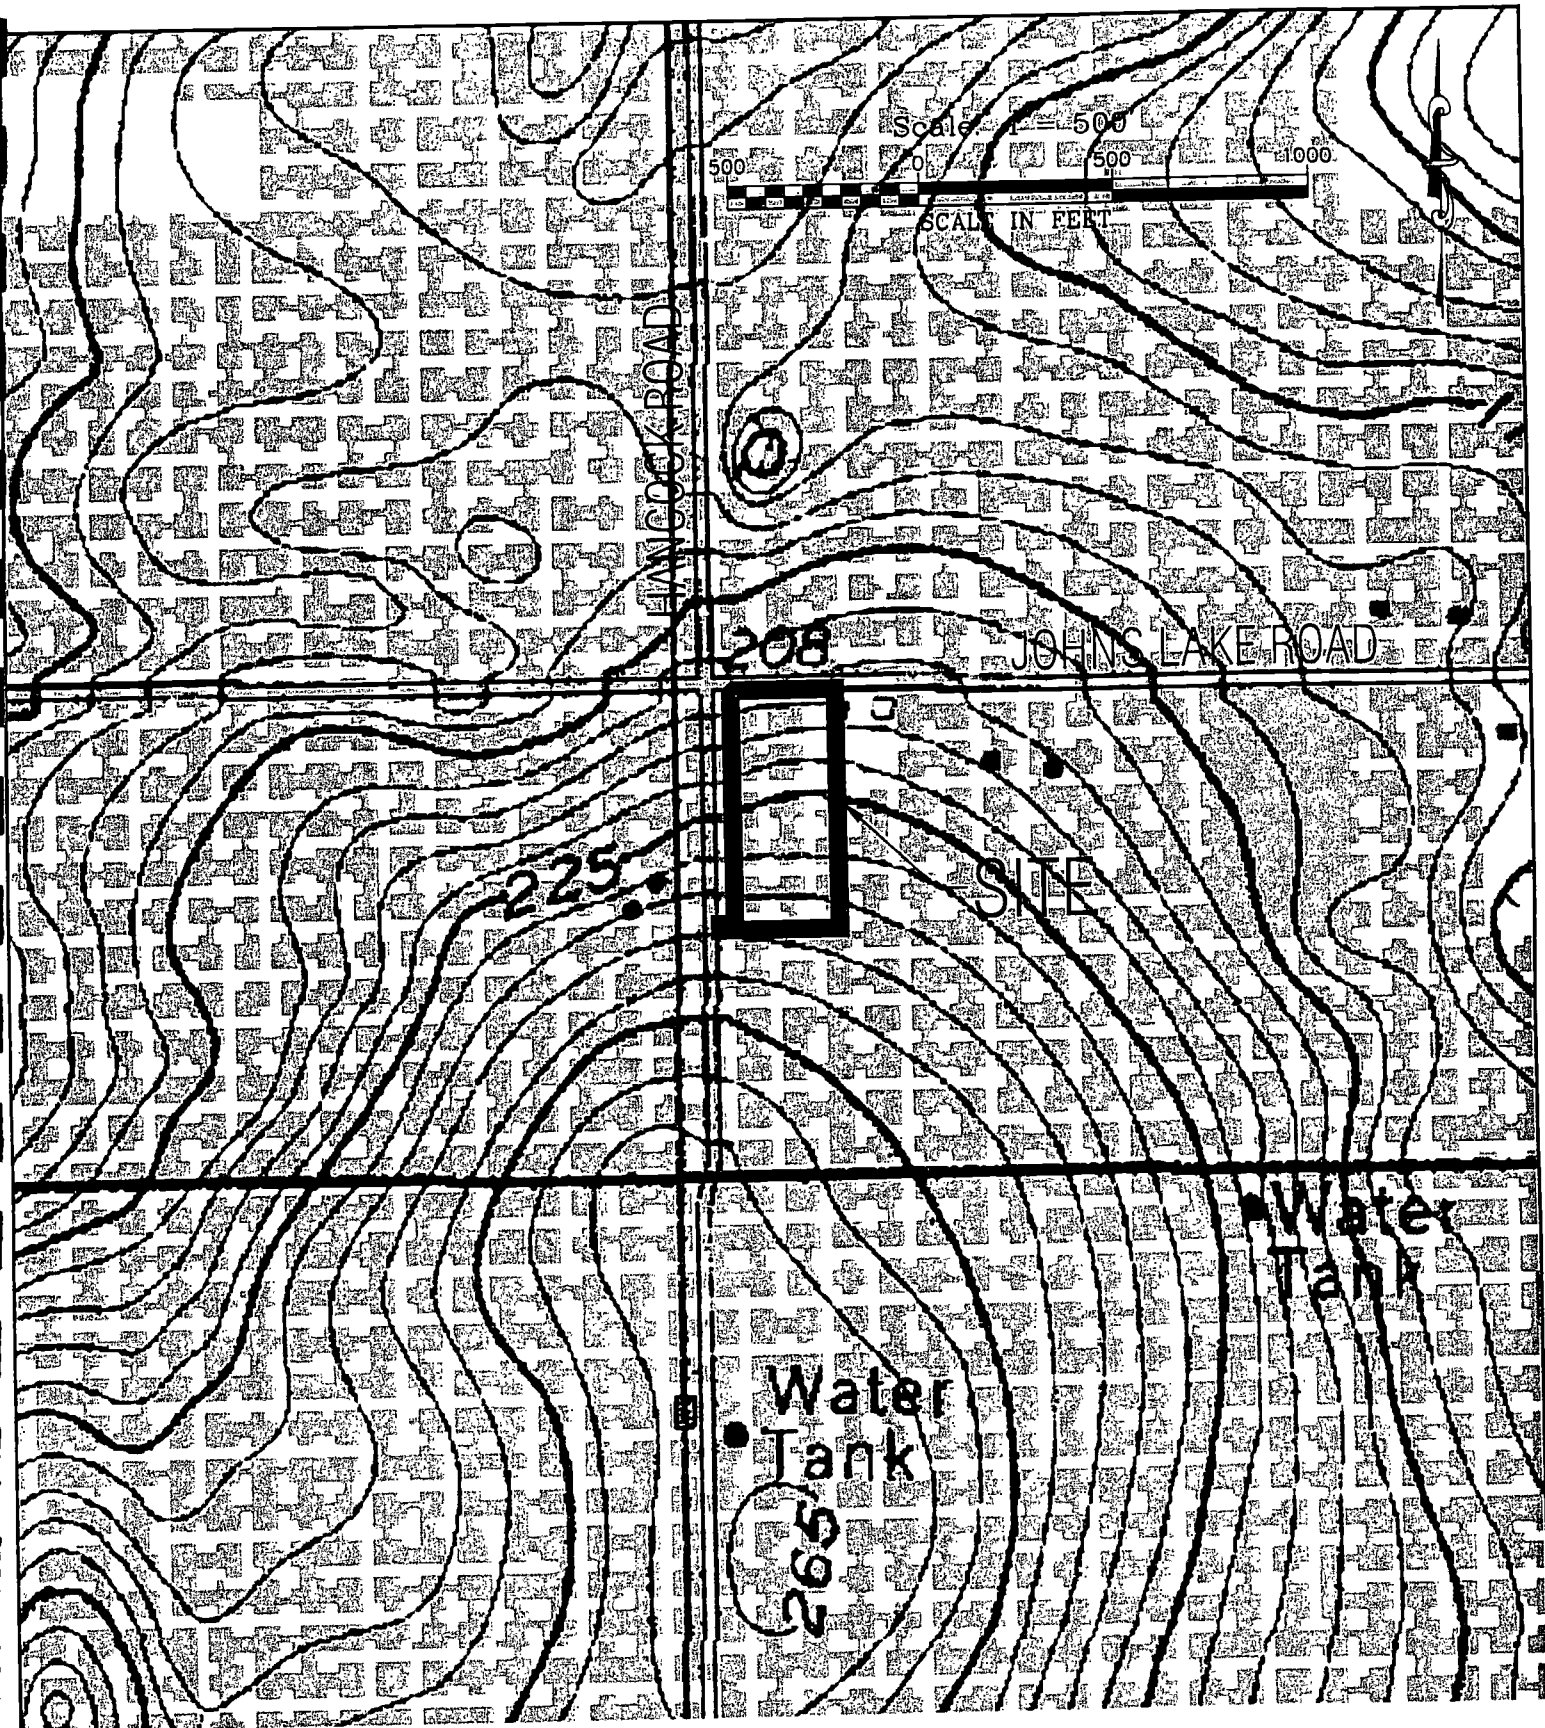 Scale 1 = 500
500 0 500 1000
SCALE IN FEET
HANCOCK ROAD
208
JOHNS LAKE ROAD
225
SITE
Water
Tank
Water
Tank
265